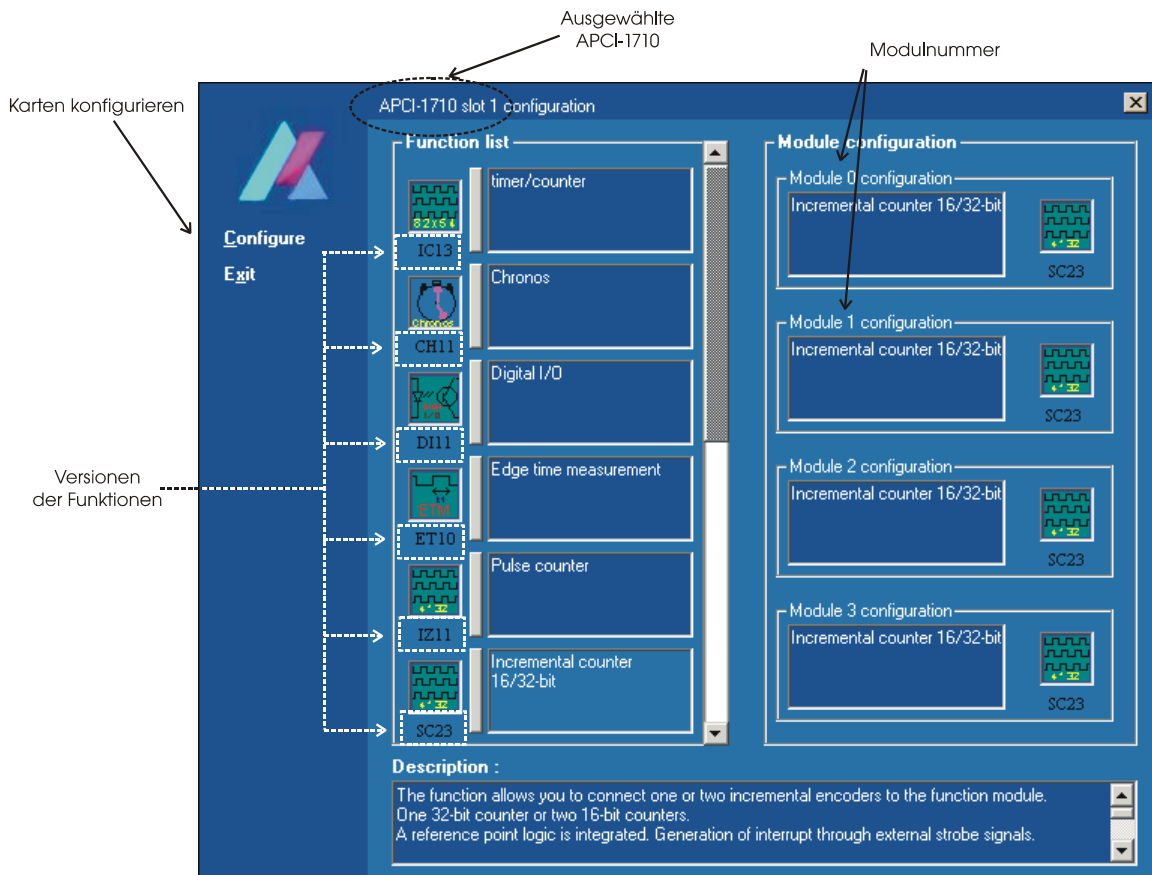 Ausgewählte
APCI-1710
Modulnummer
Karten konfigurieren
APCI-1710 slot 1 configuration
Configure
Exit
Function list
82x54
timer/counter
IC13
Chronos
Chronos
CH11
Digital I/O
DI11
Edge time measurement
ETM
ET10
Pulse counter
IZ11
Incremental counter
16/32-bit
SC23
Versionen
der Funktionen
Module configuration
Module 0 configuration
Incremental counter 16/32-bit
SC23
Module 1 configuration
Incremental counter 16/32-bit
SC23
Module 2 configuration
Incremental counter 16/32-bit
SC23
Module 3 configuration
Incremental counter 16/32-bit
SC23
Description :
The function allows you to connect one or two incremental encoders to the function module.
One 32-bit counter or two 16-bit counters.
A reference point logic is integrated. Generation of interrupt through external strobe signals.